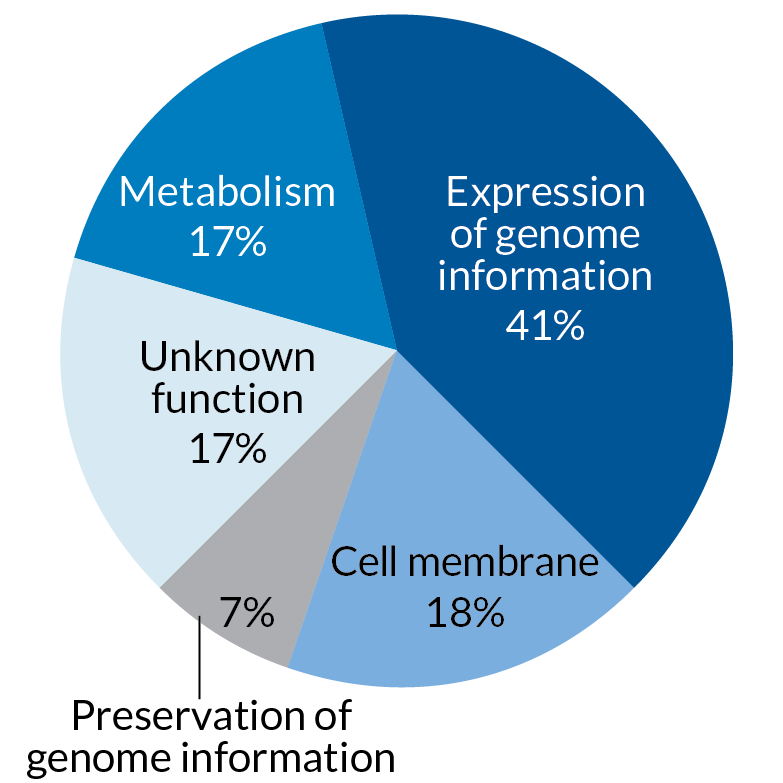 Metabolism
17%
Expression
of genome
information
41%
Unknown
function
17%
Cell membrane
18%
7%
Preservation of
genome information